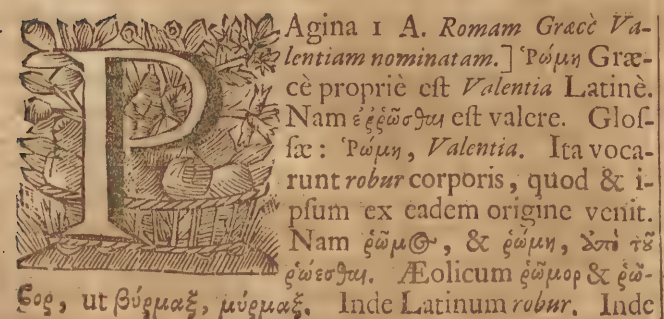 PAgina 1 A. Romam Græcè Va-
lentiam nominatam.] Ῥώμη Græ-
cè propriè eſt Valentia Latinè.
Nam ἐῤῥῶσθαι eſt valere. Gloſ-
ſæ: Ῥώμη, Valentia. Ita voca-
runt robur corporis, quod & i-
pſum ex eadem origine venit.
Nam ῥῶμος, & ῥώμη, ἀπὸ τοῦ
ῥώεσθαι. Æolicum ῥῶμορ & ῥῶ-
βορ, ut βύρμαξ, μύρμαξ. Inde Latinum robur. Inde